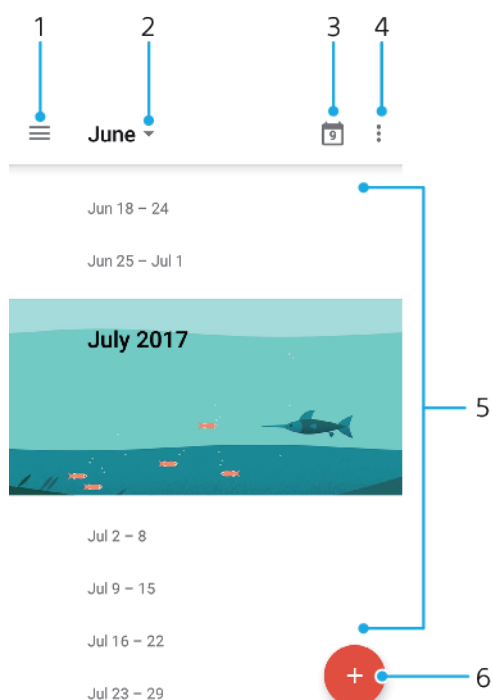 1 2 3 4
June 9
Jun 18 – 24
Jun 25 – Jul 1
July 2017
5
Jul 2 – 8
Jul 9 – 15
Jul 16 – 22
+ 6
Jul 23 – 29